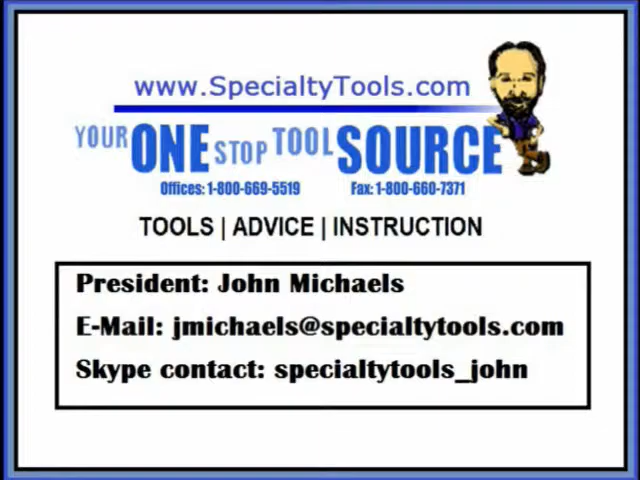 www.SpecialtyTools.com
YOUR ONE STOP TOOL SOURCE
Offices: 1-800-669-5519 Fax: 1-800-660-7371
TOOLS | ADVICE | INSTRUCTION
President: John Michaels
E-Mail: jmichaels@specialtytools.com
Skype contact: specialtytools_john